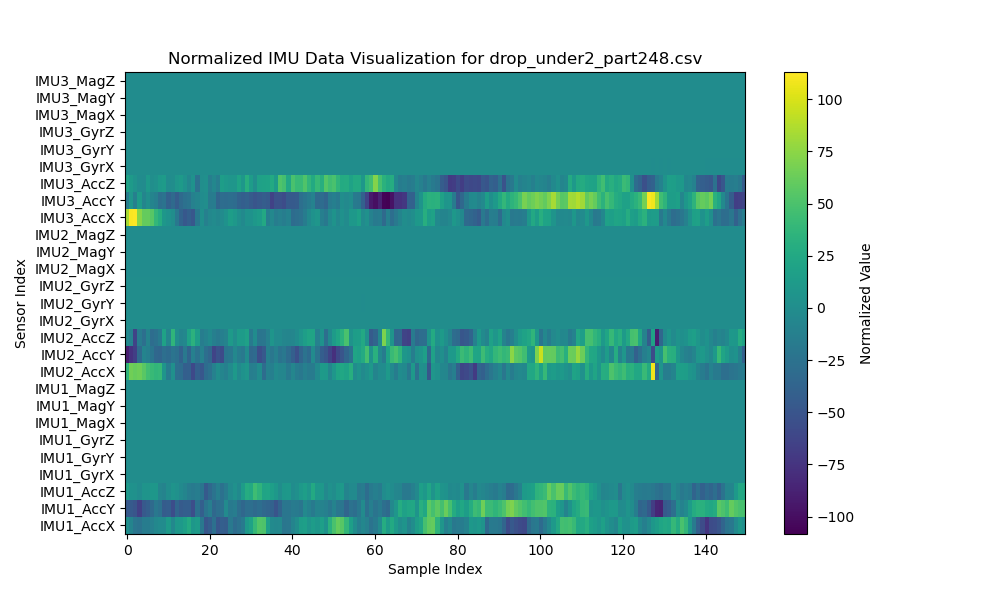 Normalized IMU Data Visualization for drop_under2_part248.csv
Sensor Index
IMU3_MagZ
IMU3_MagY
IMU3_MagX
IMU3_GyrZ
IMU3_GyrY
IMU3_GyrX
IMU3_AccZ
IMU3_AccY
IMU3_AccX
IMU2_MagZ
IMU2_MagY
IMU2_MagX
IMU2_GyrZ
IMU2_GyrY
IMU2_GyrX
IMU2_AccZ
IMU2_AccY
IMU2_AccX
IMU1_MagZ
IMU1_MagY
IMU1_MagX
IMU1_GyrZ
IMU1_GyrY
IMU1_GyrX
IMU1_AccZ
IMU1_AccY
IMU1_AccX
0 20 40 60 80 100 120 140
Sample Index
100
75
50
25
0
−25
−50
−75
−100
Normalized Value